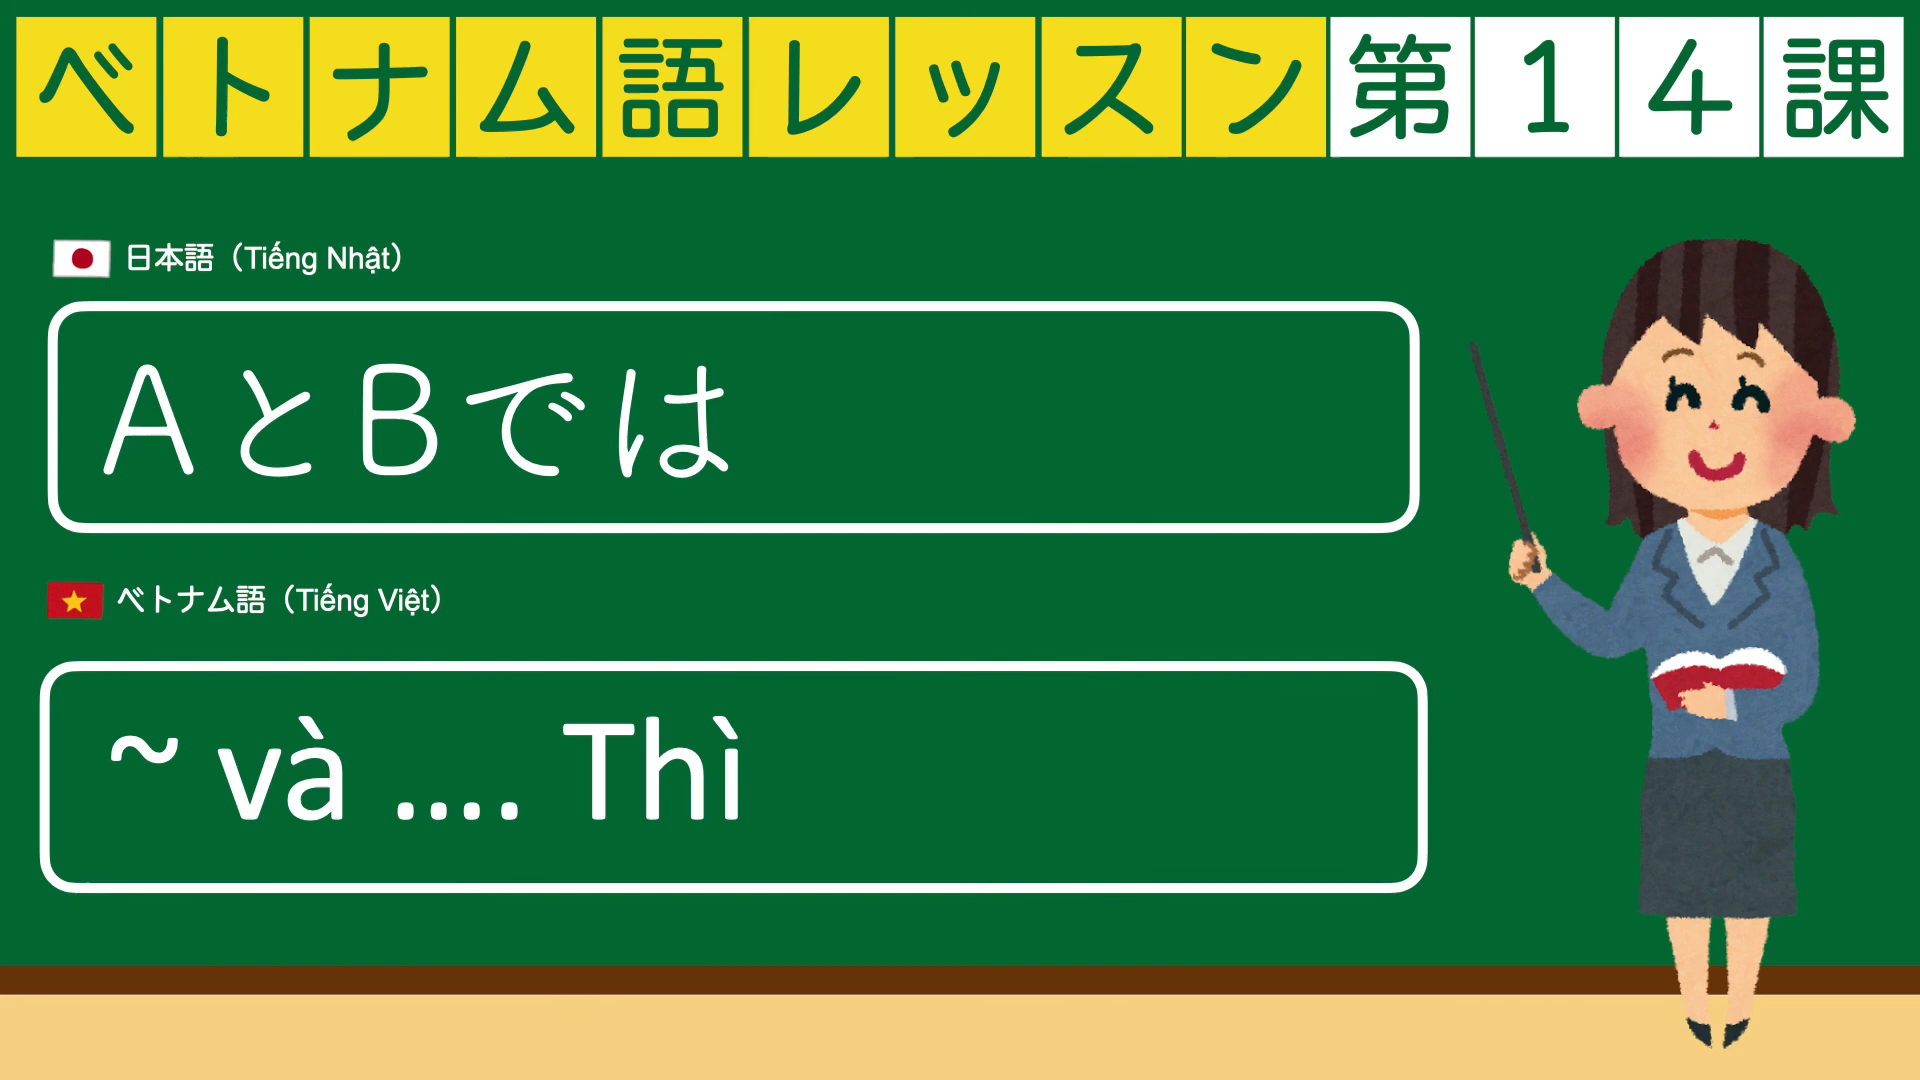 ベトナム語レッスン第14課
日本語（Tiếng Nhật）
AとBでは
ベトナム語（Tiếng Việt）
~ và .... Thì